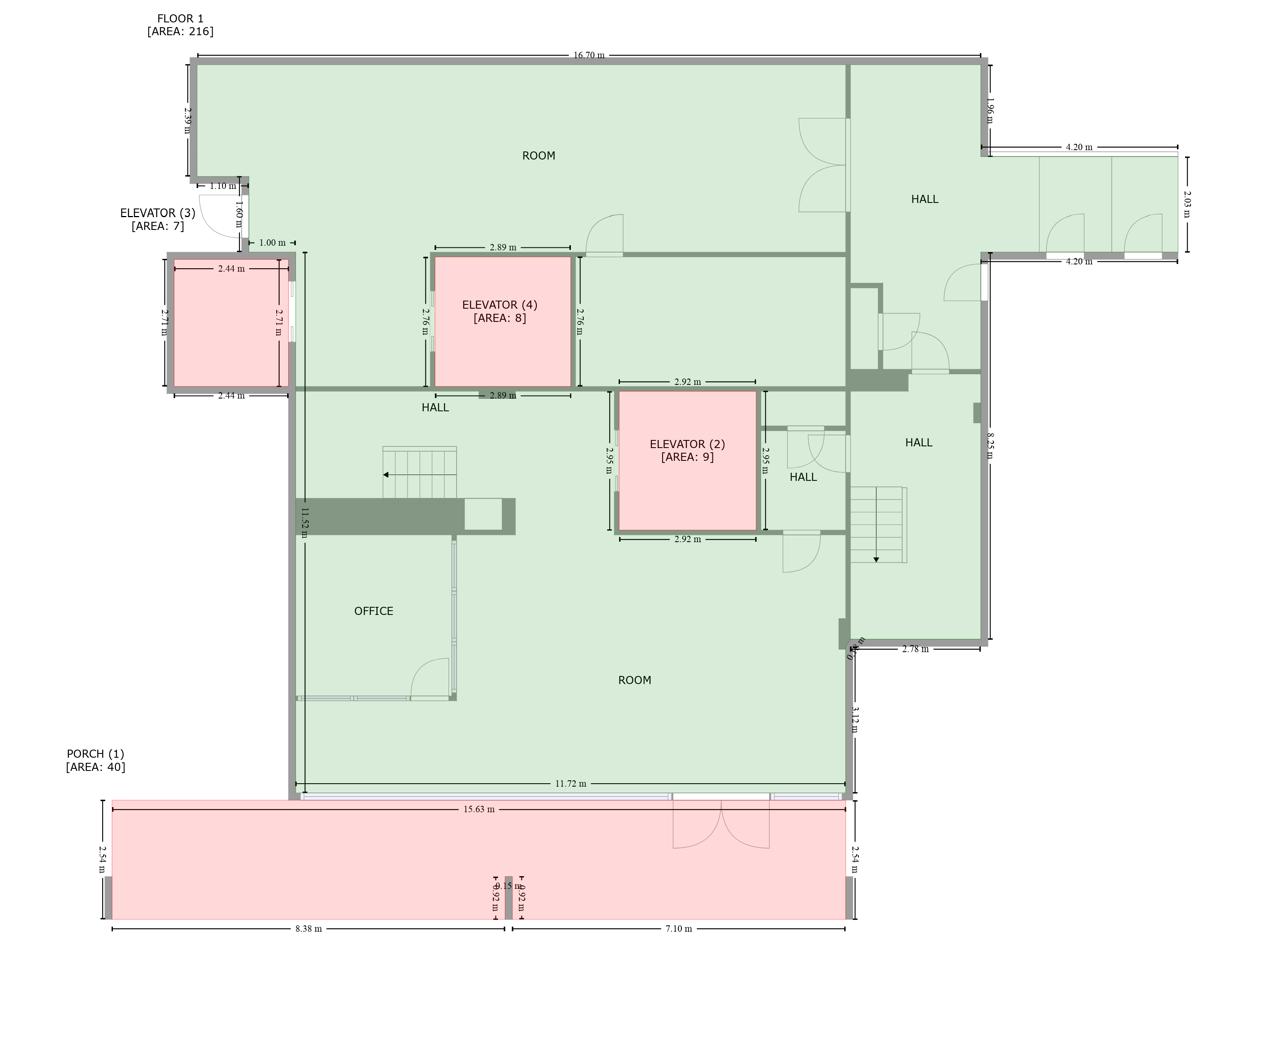 FLOOR 1
[AREA: 216]
16.70 m
2.39 m
1.96 m
4.20 m
ROOM
1.10 m
HALL
2.03 m
ELEVATOR (3)
[AREA: 7]
1.60 m
1.00 m
2.89 m
4.20 m
2.44 m
2.71 m
2.71 m
2.76 m
ELEVATOR (4)
[AREA: 8]
2.76 m
2.92 m
2.44 m
2.89 m
HALL
HALL
2.95 m
ELEVATOR (2)
[AREA: 9]
2.95 m
HALL
8.25 m
11.52 m
2.92 m
OFFICE
2.78 m
ROOM
3.12 m
PORCH (1)
[AREA: 40]
11.72 m
15.63 m
2.54 m
2.54 m
0.15 m
0.92 m
0.92 m
8.38 m
7.10 m